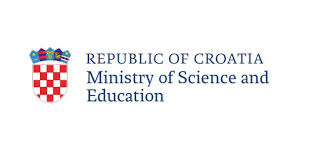 REPUBLIC OF CROATIA
Ministry of Science and
Education